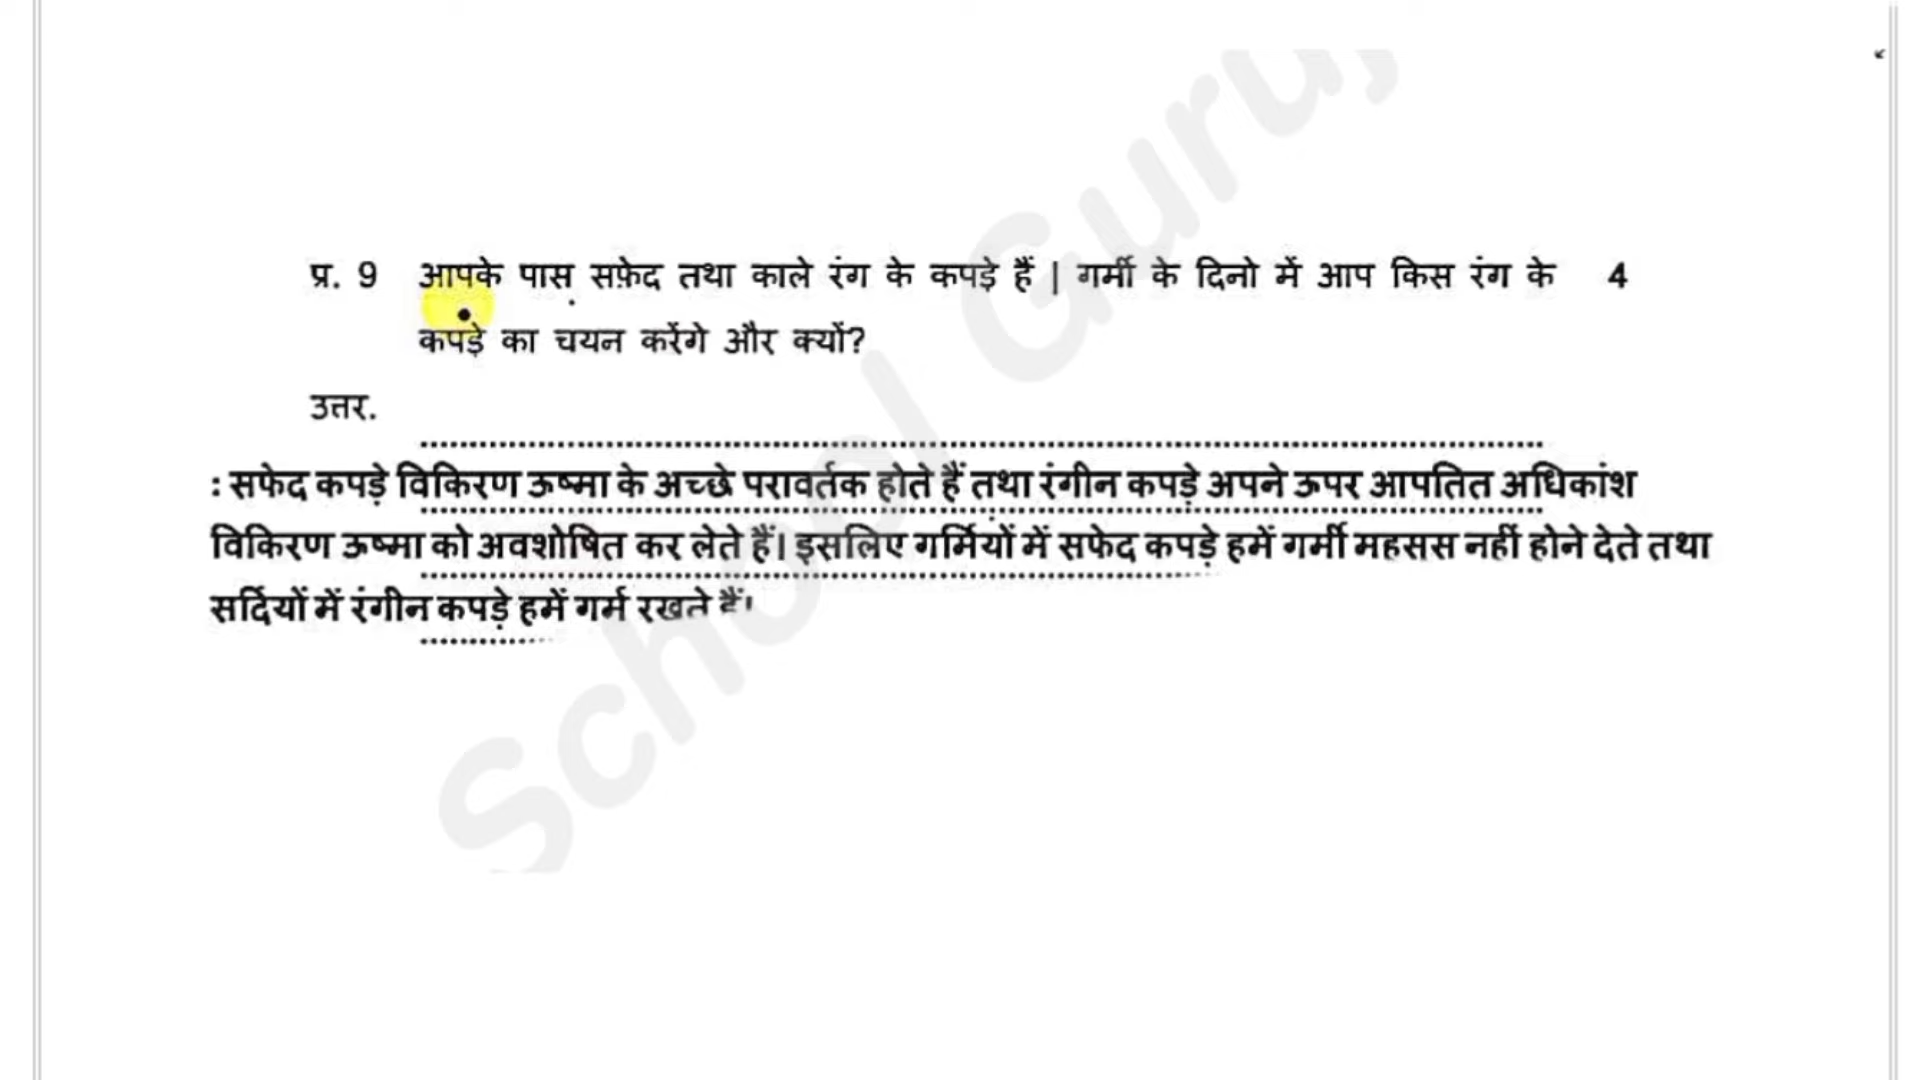 प्र. 9 आपके पास सफ़ेद तथा काले रंग के कपड़े हैं | गर्मी के दिनो में आप किस रंग के 4
कपड़े का चयन करेंगे और क्यों?
उत्तर.
: सफेद कपड़े विकिरण ऊष्मा के अच्छे परावर्तक होते हैं तथा रंगीन कपड़े अपने ऊपर आपतित अधिकांश
विकिरण ऊष्मा को अवशोषित कर लेते हैं। इसलिए गर्मियों में सफेद कपड़े हमें गर्मी महसस नहीं होने देते तथा
सर्दियों में रंगीन कपड़े हमें गर्म रखते हैं।
School Guruji